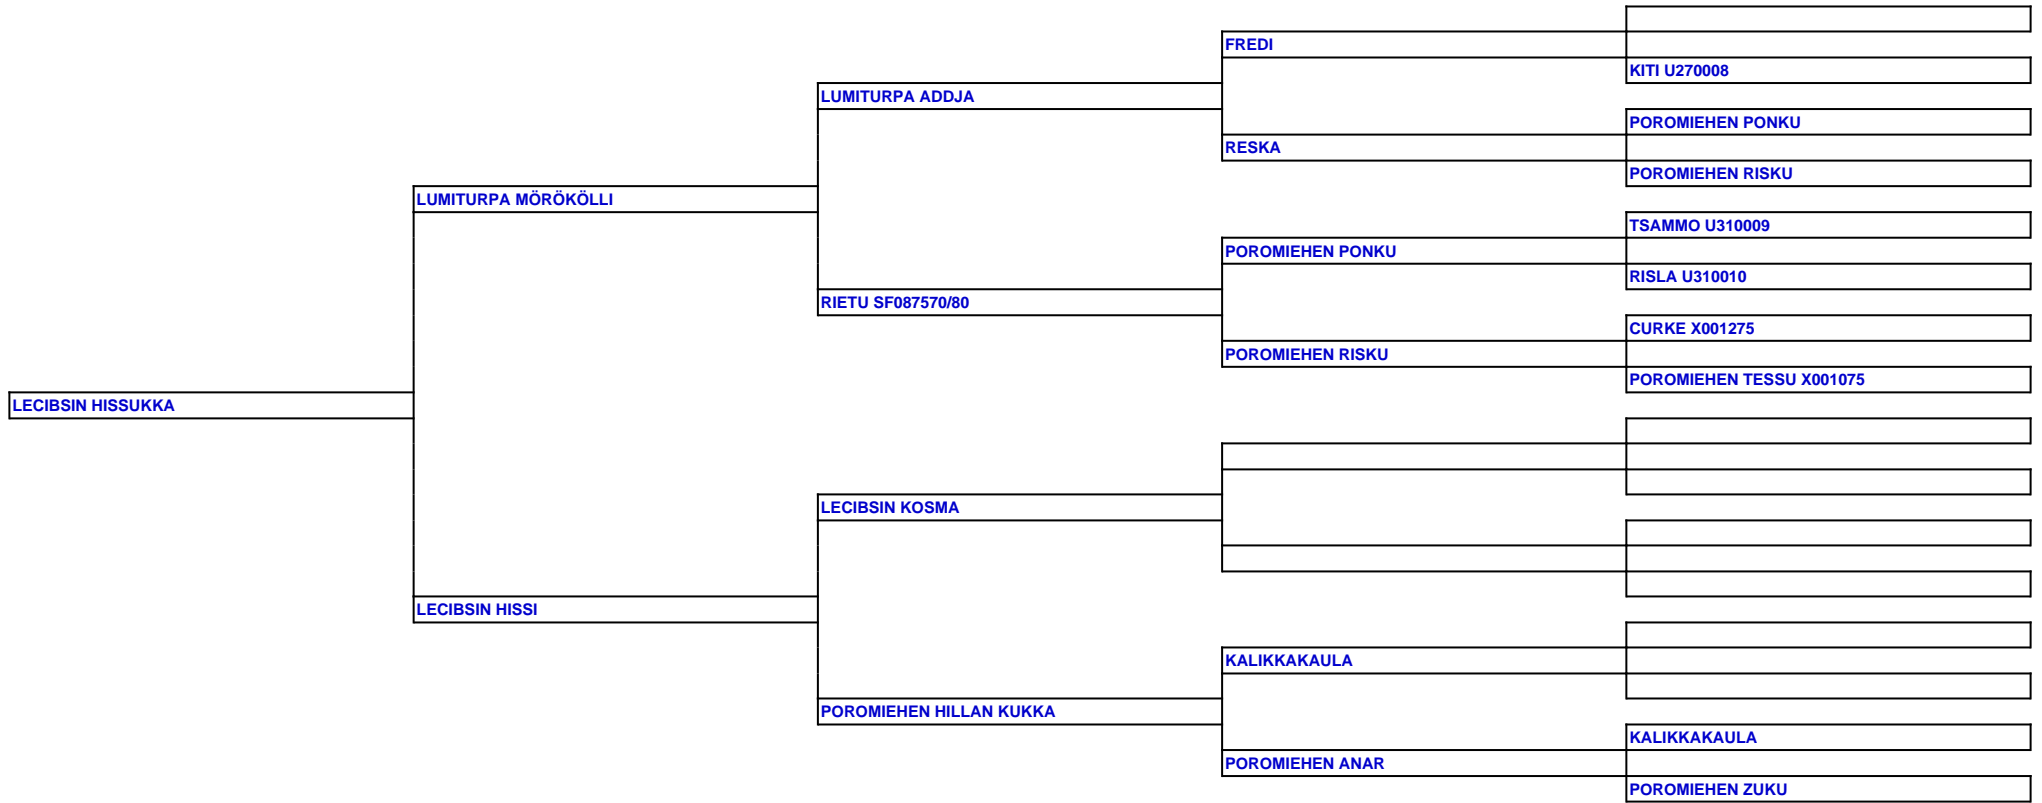 FREDI
KITI U270008
LUMITURPA ADDJA
POROMIEHEN PONKU
RESKA
POROMIEHEN RISKU
LUMITURPA MÖRÖKÖLLI
TSAMMO U310009
POROMIEHEN PONKU
RISLA U310010
RIETU SF087570/80
CURKE X001275
POROMIEHEN RISKU
POROMIEHEN TESSU X001075
LECIBSIN HISSUKKA
LECIBSIN KOSMA
LECIBSIN HISSI
KALIKKAKAULA
POROMIEHEN HILLAN KUKKA
KALIKKAKAULA
POROMIEHEN ANAR
POROMIEHEN ZUKU